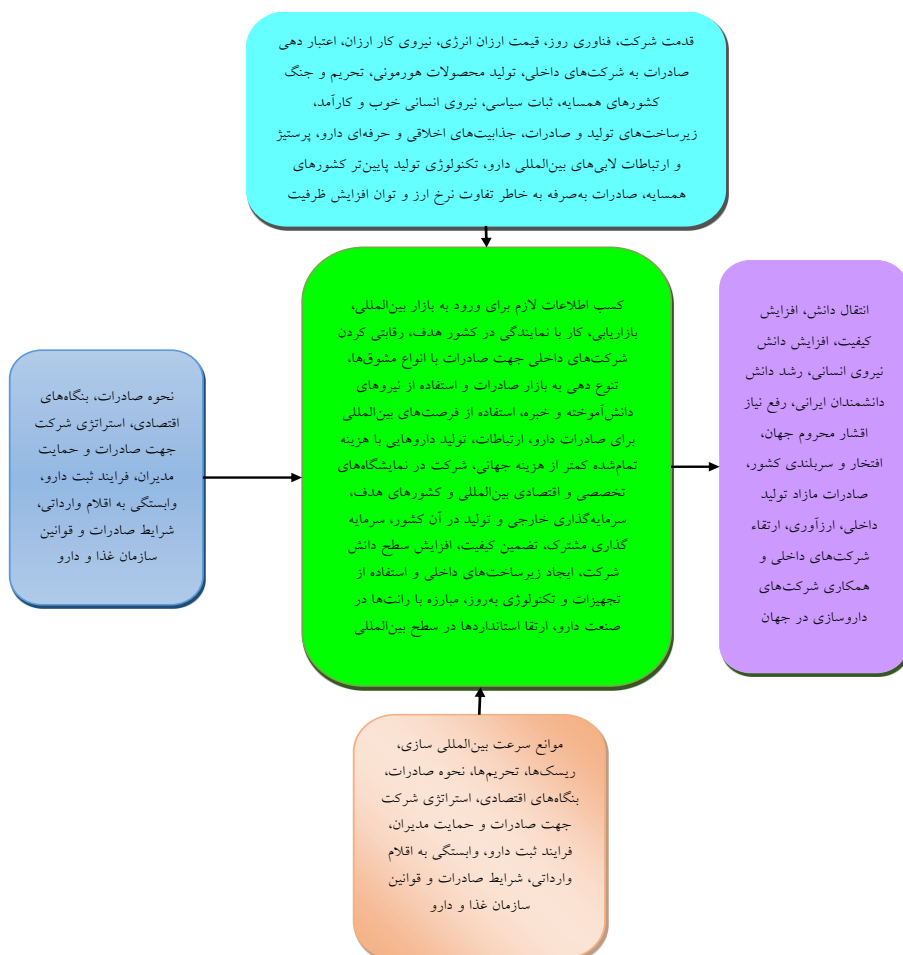 قدمت شرکت، فناوری روز، قیمت ارزان انرژی، نیروی کار ارزان، اعتبار دهی
صادرات به شرکت‌های داخلی، تولید محصولات هورمونی، تحریم و جنگ
کشورهای همسایه، ثبات سیاسی، نیروی انسانی خوب و کارآمد،
زیرساخت‌های تولید و صادرات، جذابیت‌های اخلاقی و حرفه‌ای دارو، پرستیژ
و ارتباطات لابی‌های بین‌المللی دارو، تکنولوژی تولید پایین‌تر کشورهای
همسایه، صادرات به‌صرفه به خاطر تفاوت نرخ ارز و توان افزایش ظرفیت
کسب اطلاعات لازم برای ورود به بازار بین‌المللی،
بازاریابی، کار با نمایندگی در کشور هدف، رقابتی کردن
شرکت‌های داخلی جهت صادرات با انواع مشوق‌ها،
تنوع دهی به بازار صادرات و استفاده از نیروهای
دانش‌آموخته و خبره، استفاده از فرصت‌های بین‌المللی
برای صادرات دارو، ارتباطات، تولید داروهایی با هزینه
تمام‌شده کمتر از هزینه جهانی، شرکت در نمایشگاه‌های
تخصصی و اقتصادی بین‌المللی و کشورهای هدف،
سرمایه‌گذاری خارجی و تولید در آن کشور، سرمایه
گذاری مشترک، تضمین کیفیت، افزایش سطح دانش
شرکت، ایجاد زیرساخت‌های داخلی و استفاده از
تجهیزات و تکنولوژی به‌روز، مبارزه با رانت‌ها در
صنعت دارو، ارتقا استانداردها در سطح بین‌المللی
انتقال دانش، افزایش
کیفیت، افزایش دانش
نیروی انسانی، رشد دانش
دانشمندان ایرانی، رفع نیاز
اقشار محروم جهان،
افتخار و سربلندی کشور،
صادرات مازاد تولید
داخلی، ارزآوری، ارتقاء
شرکت‌های داخلی و
همکاری شرکت‌های
داروسازی در جهان
نحوه صادرات، بنگاه‌های
اقتصادی، استراتژی شرکت
جهت صادرات و حمایت
مدیران، فرایند ثبت دارو،
وابستگی به اقلام وارداتی،
شرایط صادرات و قوانین
سازمان غذا و دارو
موانع سرعت بین‌المللی سازی،
ریسک‌ها، تحریم‌ها، نحوه صادرات،
بنگاه‌های اقتصادی، استراتژی شرکت
جهت صادرات و حمایت مدیران،
فرایند ثبت دارو، وابستگی به اقلام
وارداتی، شرایط صادرات و قوانین
سازمان غذا و دارو